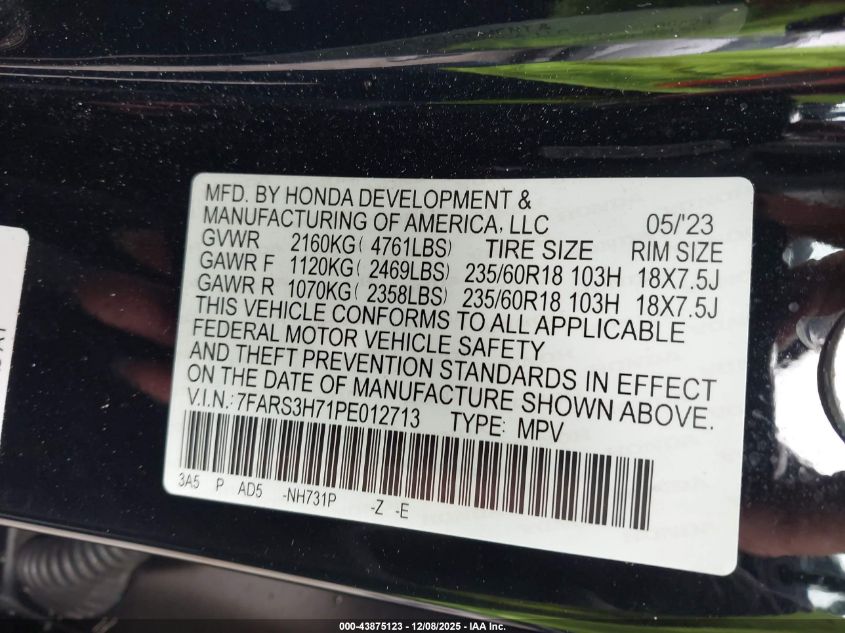 MFD. BY HONDA DEVELOPMENT &
MANUFACTURING OF AMERICA, LLC 05/'23
GVWR 2160KG ( 4761LBS) TIRE SIZE RIM SIZE
GAWR F 1120KG ( 2469LBS) 235/60R18 103H 18X7.5J
GAWR R 1070KG ( 2358LBS) 235/60R18 103H 18X7.5J
THIS VEHICLE CONFORMS TO ALL APPLICABLE
FEDERAL MOTOR VEHICLE SAFETY
AND THEFT PREVENTION STANDARDS IN EFFECT
ON THE DATE OF MANUFACTURE SHOWN ABOVE.
V.I.N.: 7FARS3H71PE012713 TYPE: MPV
3A5 P AD5 -NH731P -Z -E
000-43875123 - 12/08/2025 - IAA Inc.